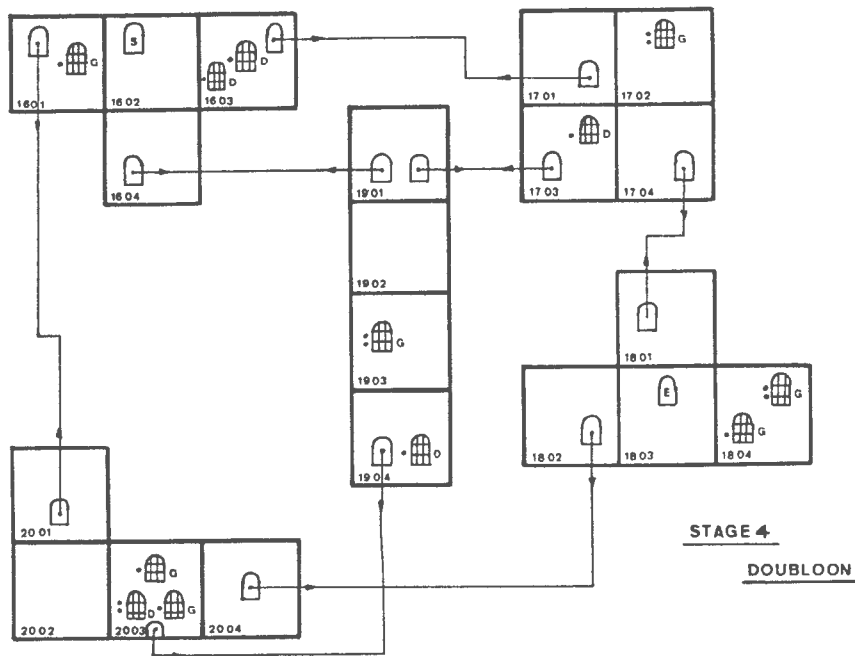 S
G
D
D
1601
1602
1603
1604
G
1701
1702
D
1703
1704
1901
1902
G
1903
D
1904
1801
E
G
G
1802
1803
1804
2001
G
D
G
2002
2003
2004
STAGE 4
DOUBLOON